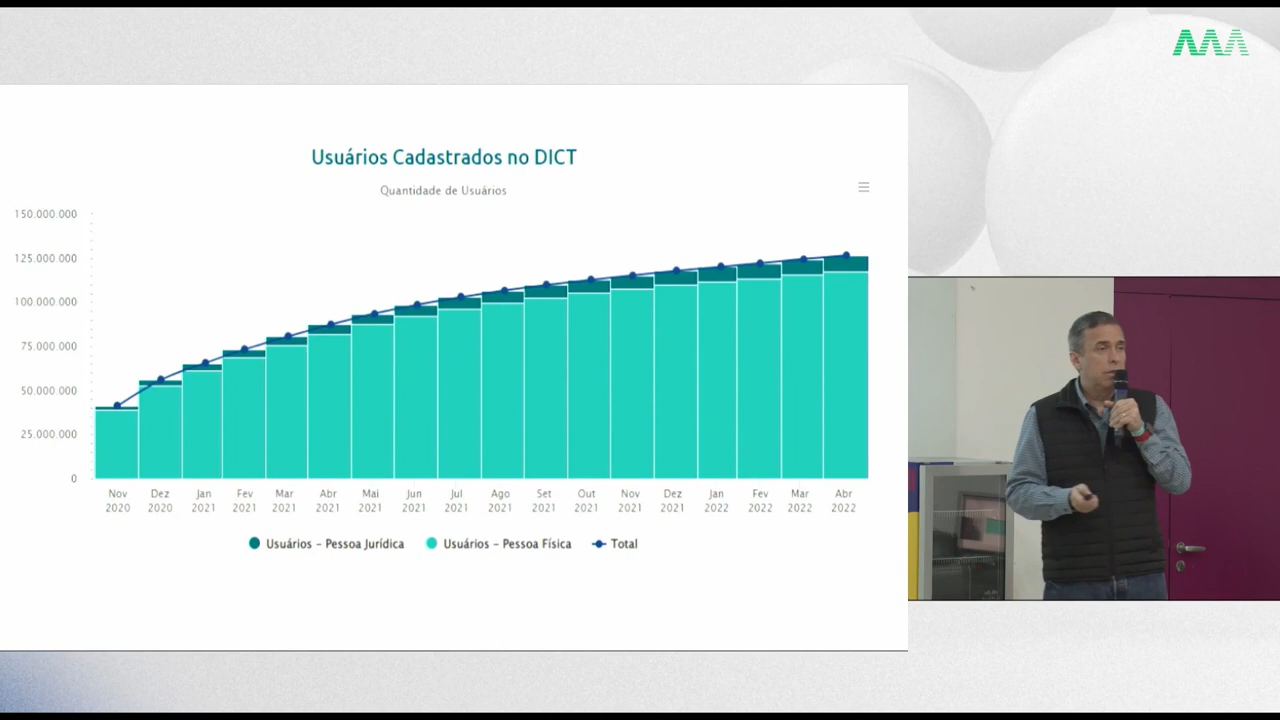 Usuários Cadastrados no DICT
Quantidade de Usuários
150.000.000
125.000.000
100.000.000
75.000.000
50.000.000
25.000.000
0
Nov Dez Jan Fev Mar Abr Mai Jun Jul Ago Set Out Nov Dez Jan Fev Mar Abr
2020 2020 2021 2021 2021 2021 2021 2021 2021 2021 2021 2021 2021 2021 2022 2022 2022 2022
Usuários - Pessoa Jurídica Usuários - Pessoa Física Total